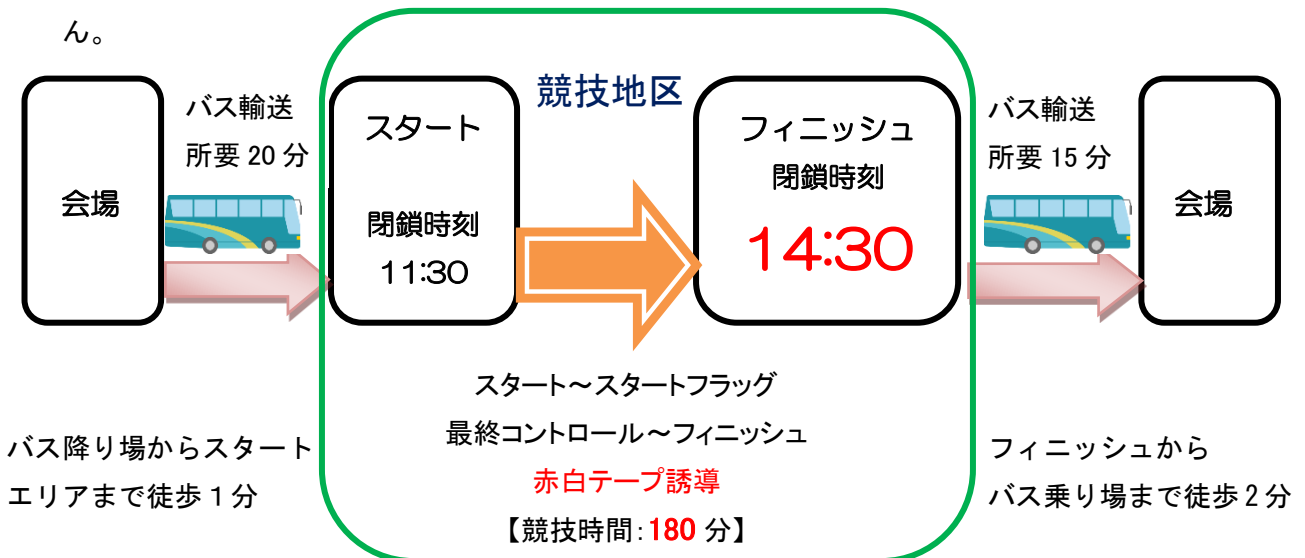 ん。
競技地区
会場
バス輸送
所要 20 分
スタート
閉鎖時刻
11:30
フィニッシュ
閉鎖時刻
14:30
バス輸送
所要 15 分
会場
スタート～スタートフラッグ
最終コントロール～フィニッシュ
赤白テープ誘導
【競技時間：180 分】
バス降り場からスタート
エリアまで徒歩 1 分
フィニッシュから
バス乗り場まで徒歩 2 分